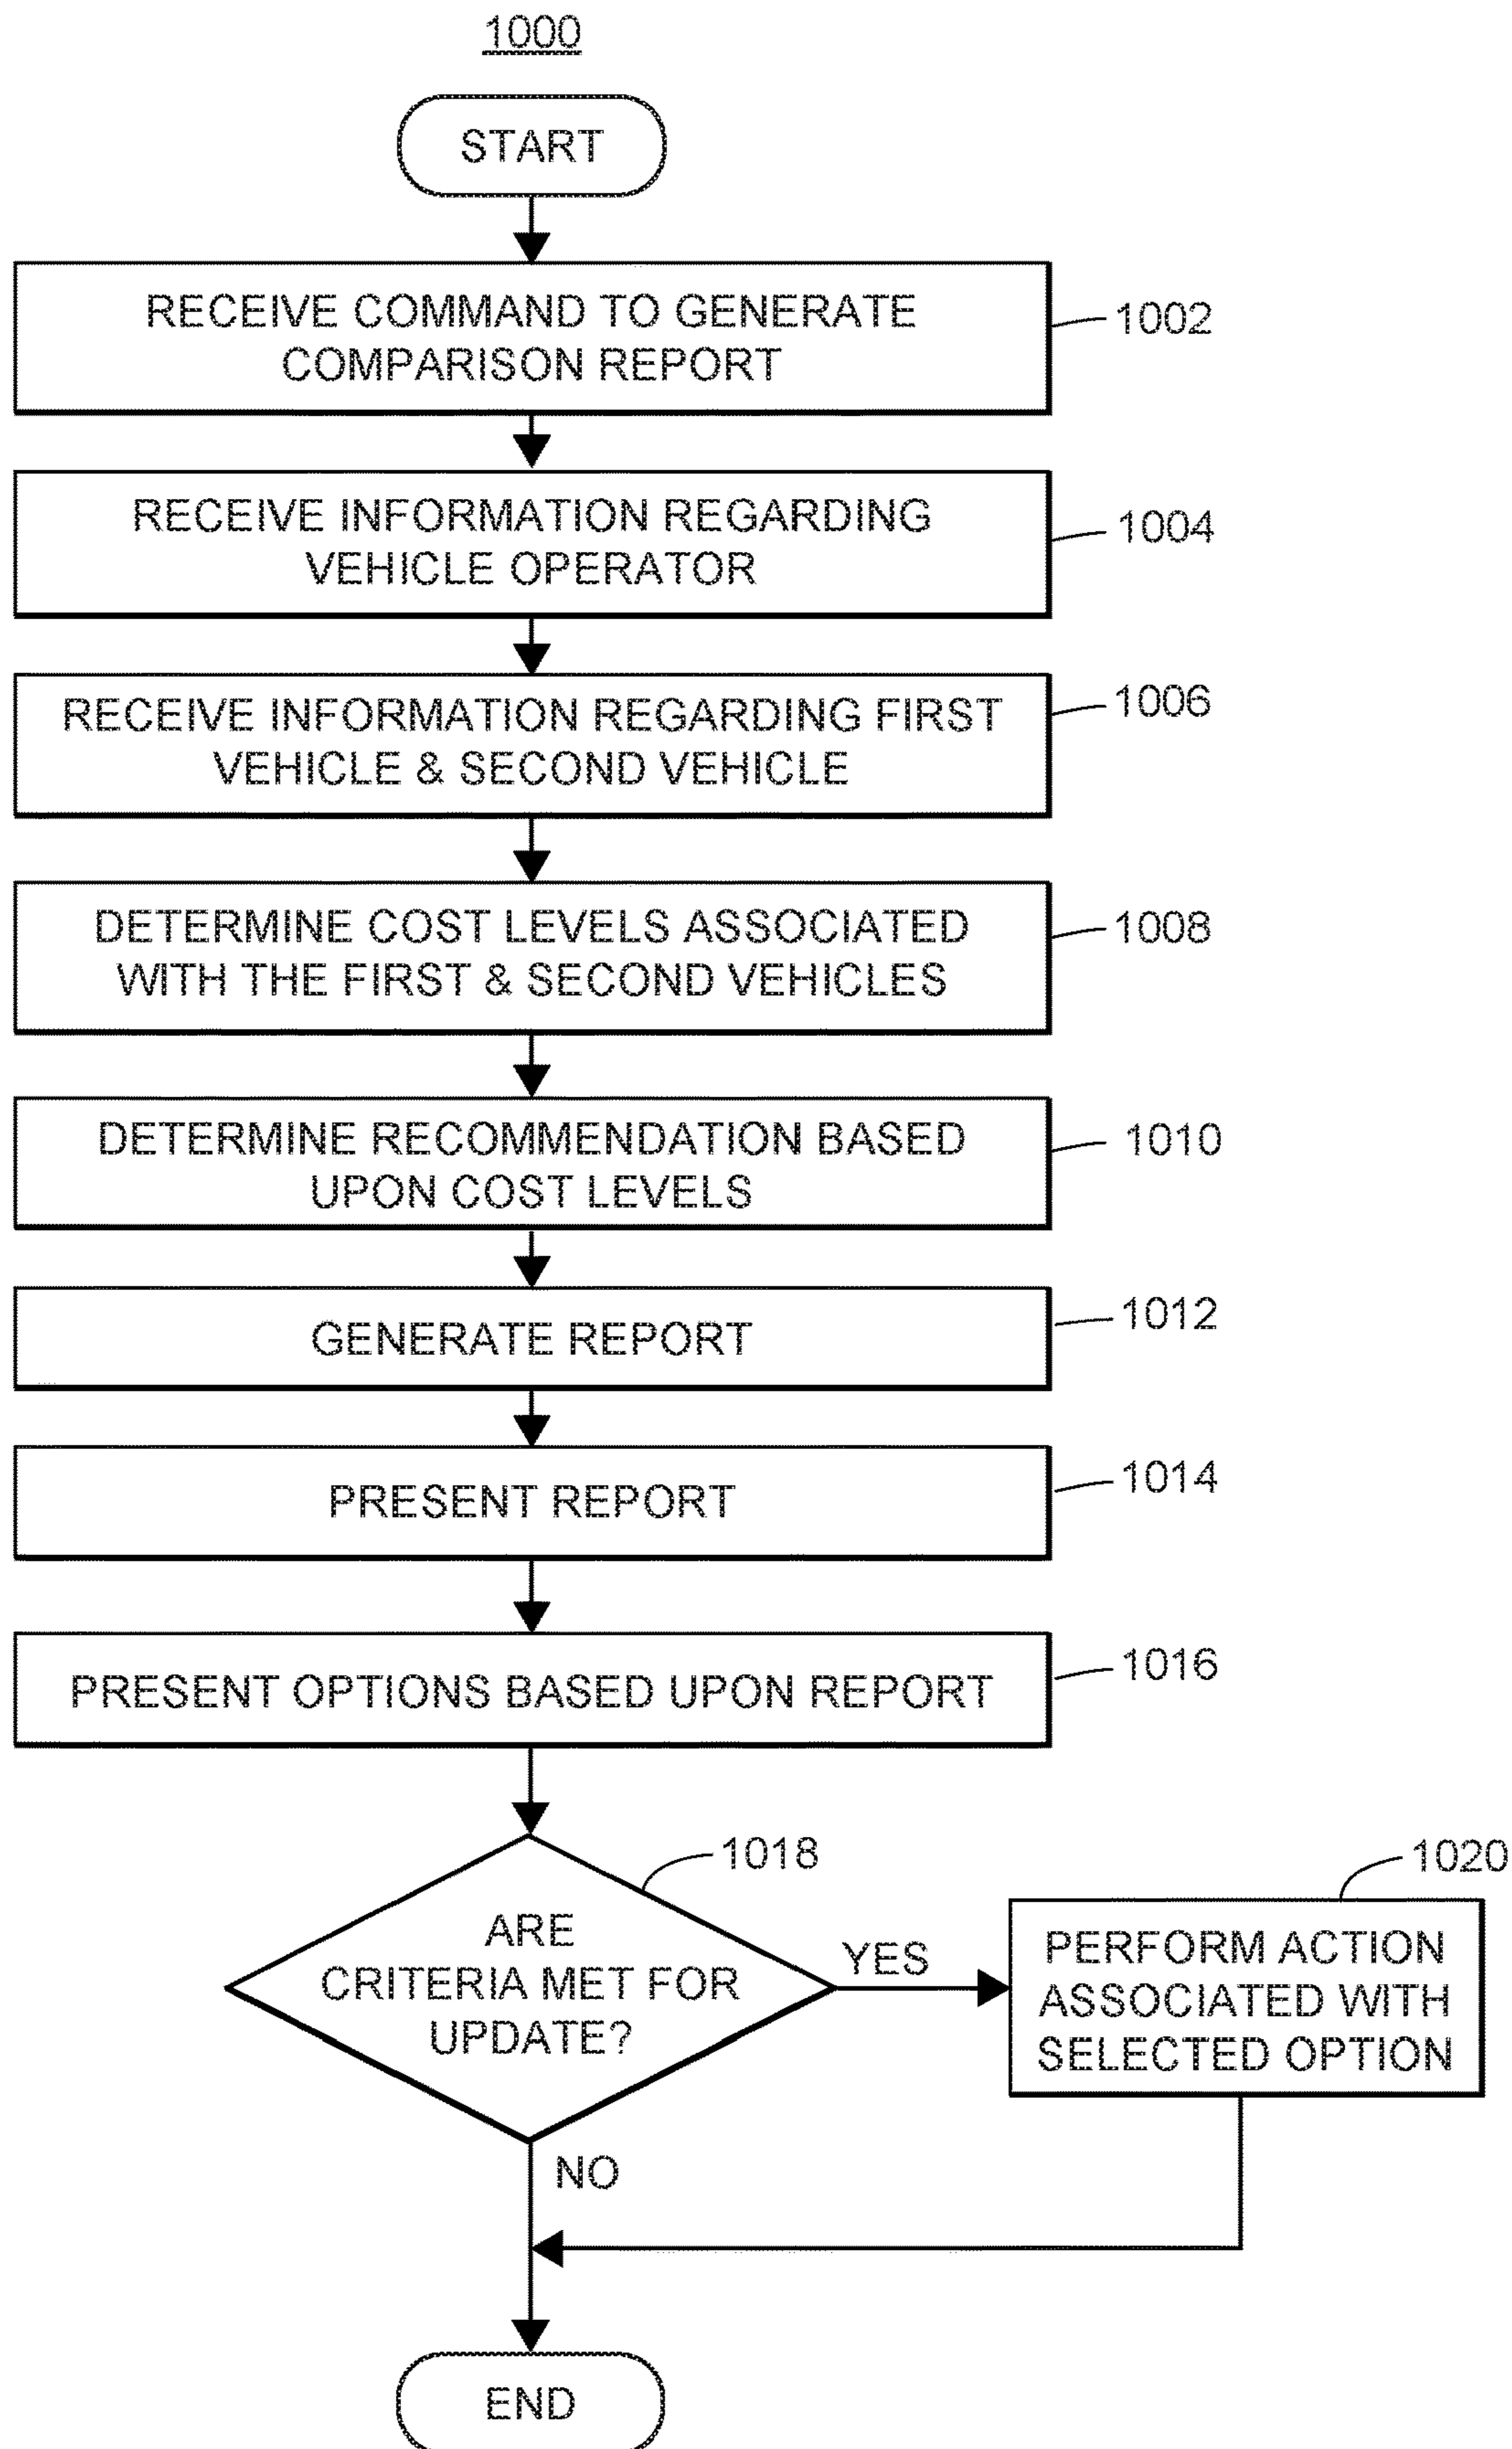 1000
START
RECEIVE COMMAND TO GENERATE
COMPARISON REPORT
1002
RECEIVE INFORMATION REGARDING
VEHICLE OPERATOR
1004
RECEIVE INFORMATION REGARDING FIRST
VEHICLE & SECOND VEHICLE
1006
DETERMINE COST LEVELS ASSOCIATED
WITH THE FIRST & SECOND VEHICLES
1008
DETERMINE RECOMMENDATION BASED
UPON COST LEVELS
1010
GENERATE REPORT
1012
PRESENT REPORT
1014
PRESENT OPTIONS BASED UPON REPORT
1016
ARE
CRITERIA MET FOR
UPDATE?
1018
YES
PERFORM ACTION
ASSOCIATED WITH
SELECTED OPTION
1020
NO
END